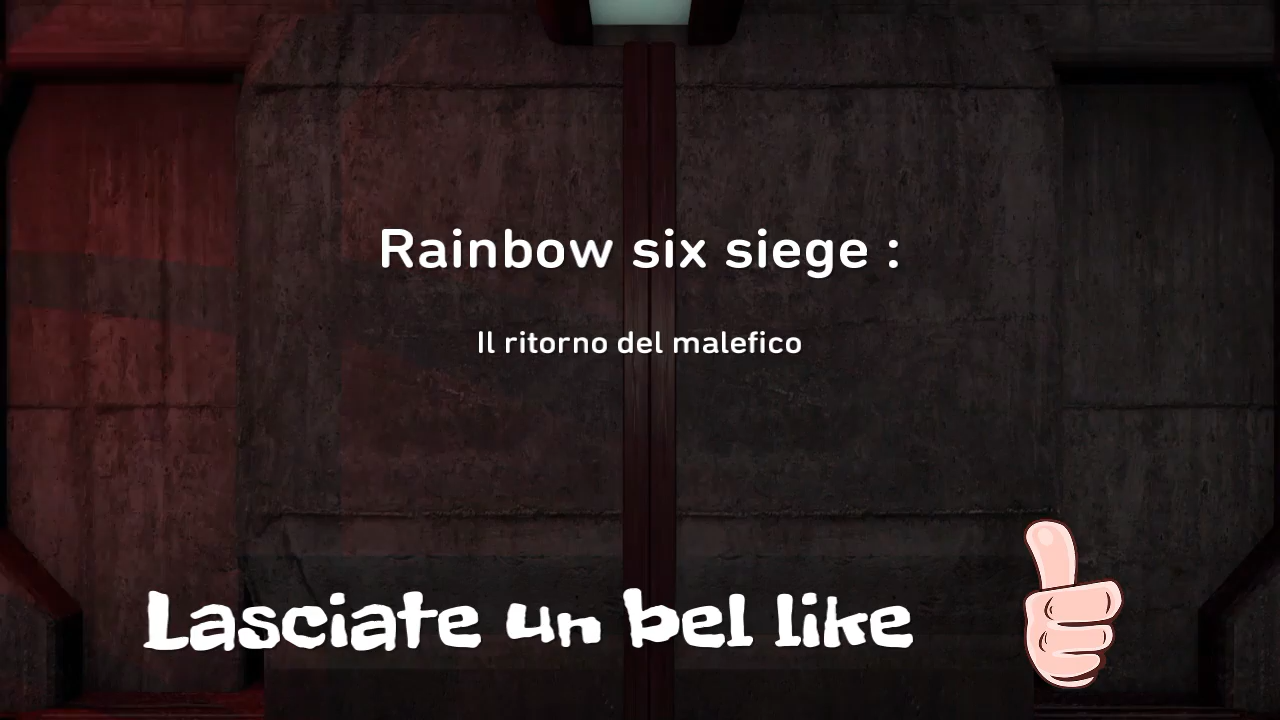 Rainbow six siege :
Il ritorno del malefico
Lasciate un bel like